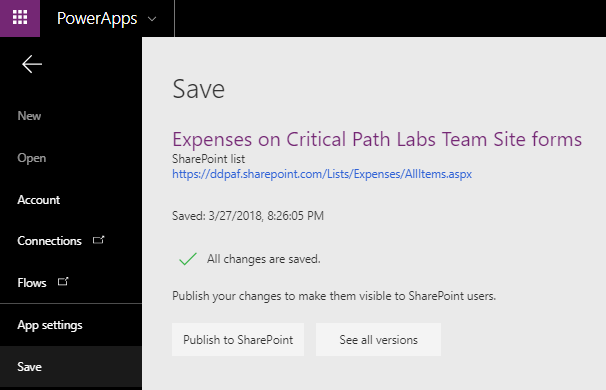 PowerApps
New
Open
Account
Connections
Flows
App settings
Save
Save
Expenses on Critical Path Labs Team Site forms
SharePoint list
https://ddpaf.sharepoint.com/Lists/Expenses/AllItems.aspx
Saved: 3/27/2018, 8:26:05 PM
All changes are saved.
Publish your changes to make them visible to SharePoint users.
Publish to SharePoint
See all versions